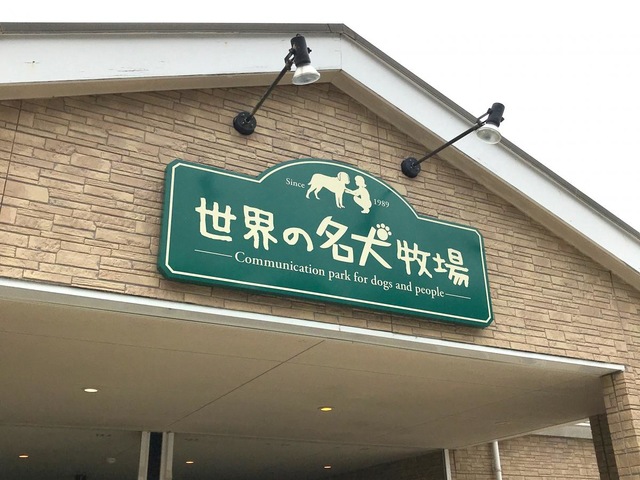 Since 1989
世界の名犬牧場
Communication park for dogs and people